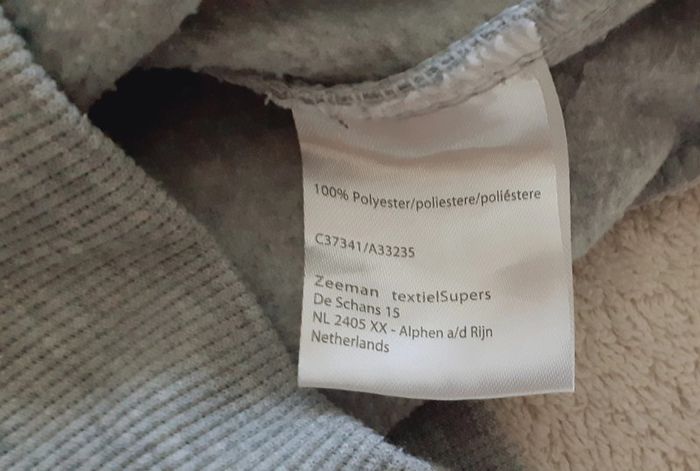 100% Polyester/poliestere/poliéstere
C37341/A33235
Zeeman textielSupers
De Schans 15
NL 2405 XX - Alphen a/d Rijn
Netherlands